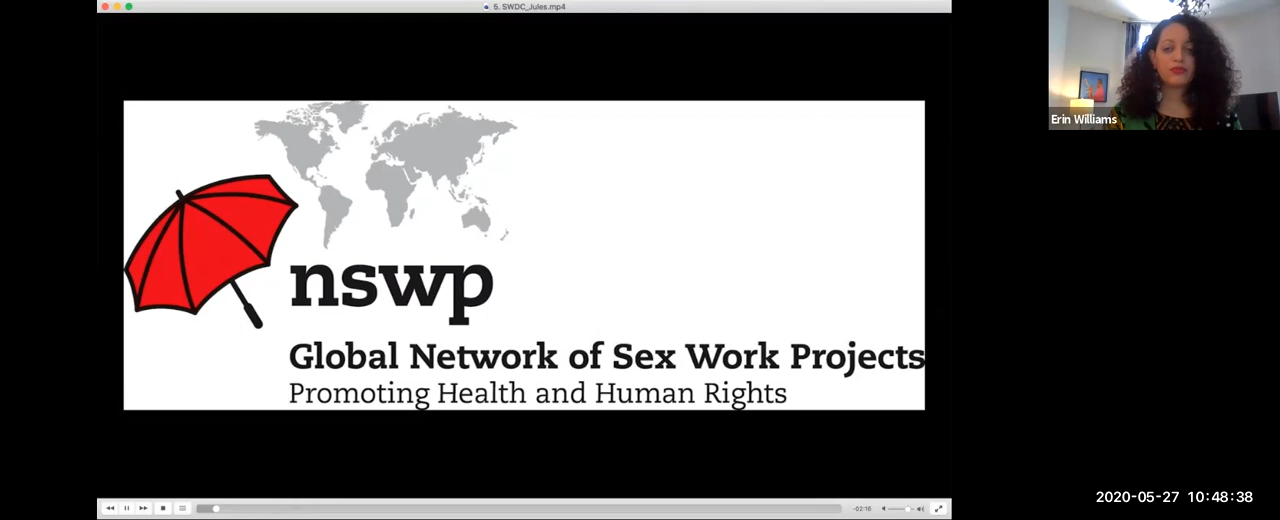 5. SWDC_Jules.mp4
Erin Williams
nswp
Global Network of Sex Work Projects
Promoting Health and Human Rights
-02:16
2020-05-27 10:48:38